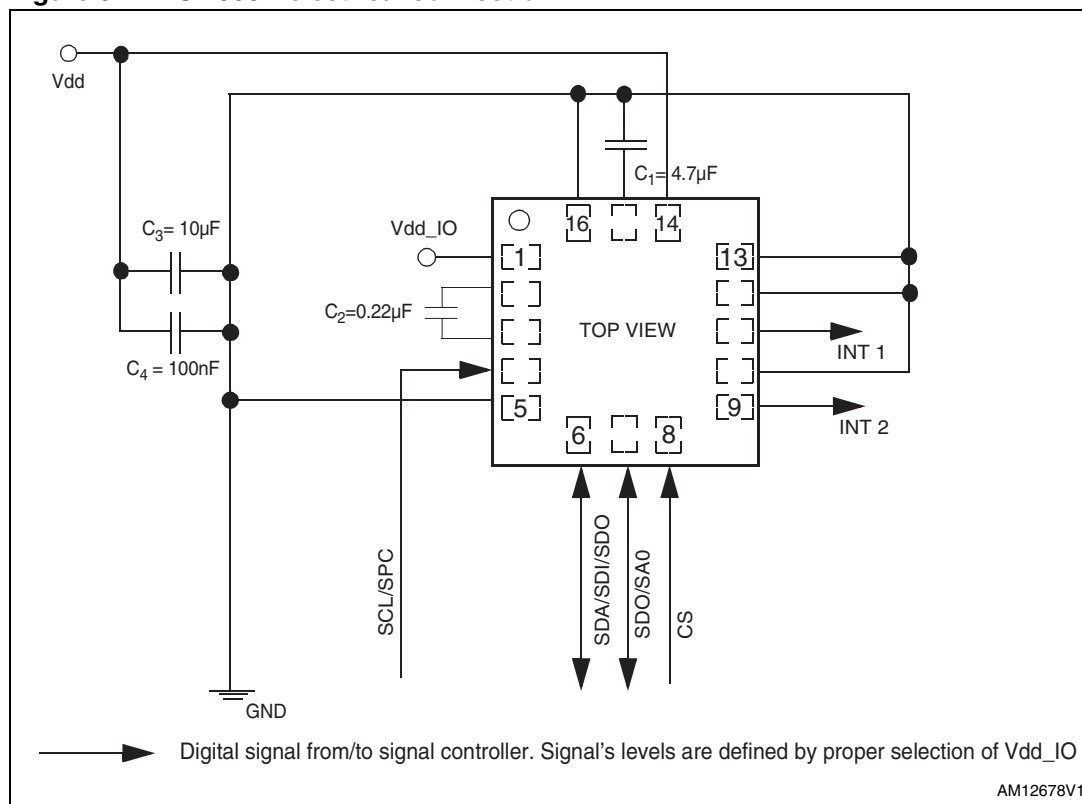 Vdd
C1= 4.7µF
C3= 10µF
Vdd_IO
16
14
1
13
C2=0.22µF
TOP VIEW
INT 1
C4 = 100nF
5
9
INT 2
6
8
SCL/SPC
SDA/SDI/SDO
SDO/SA0
CS
GND
Digital signal from/to signal controller. Signal's levels are defined by proper selection of Vdd_IO
AM12678V1